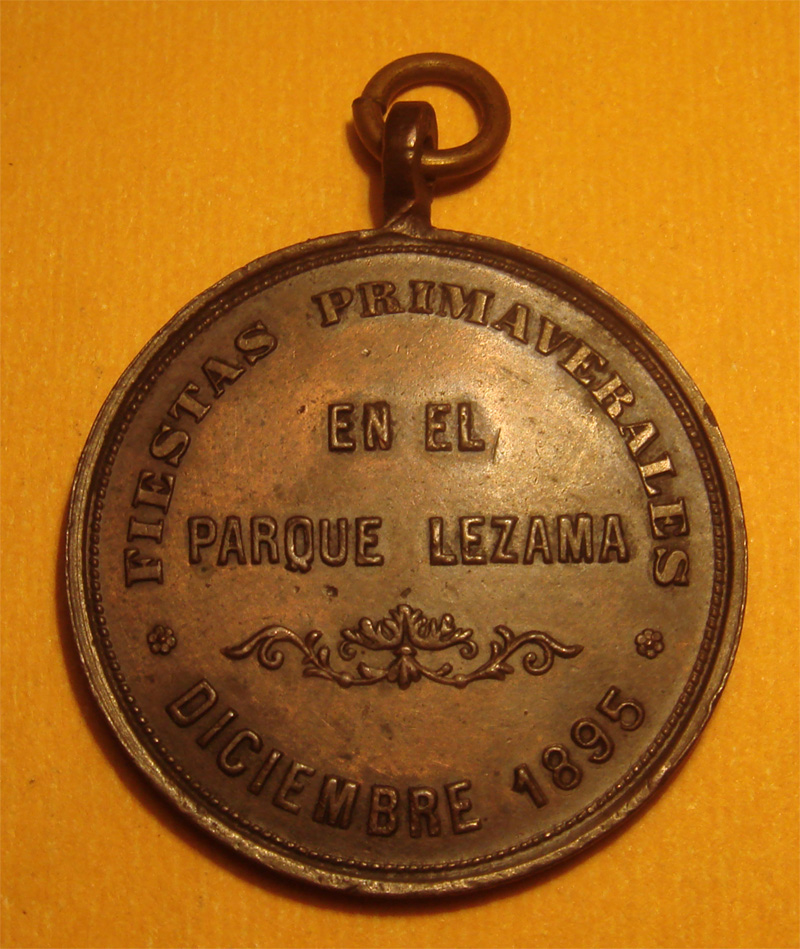 FIESTAS PRIMAVERALES
EN EL
PARQUE LEZAMA
DICIEMBRE 1895